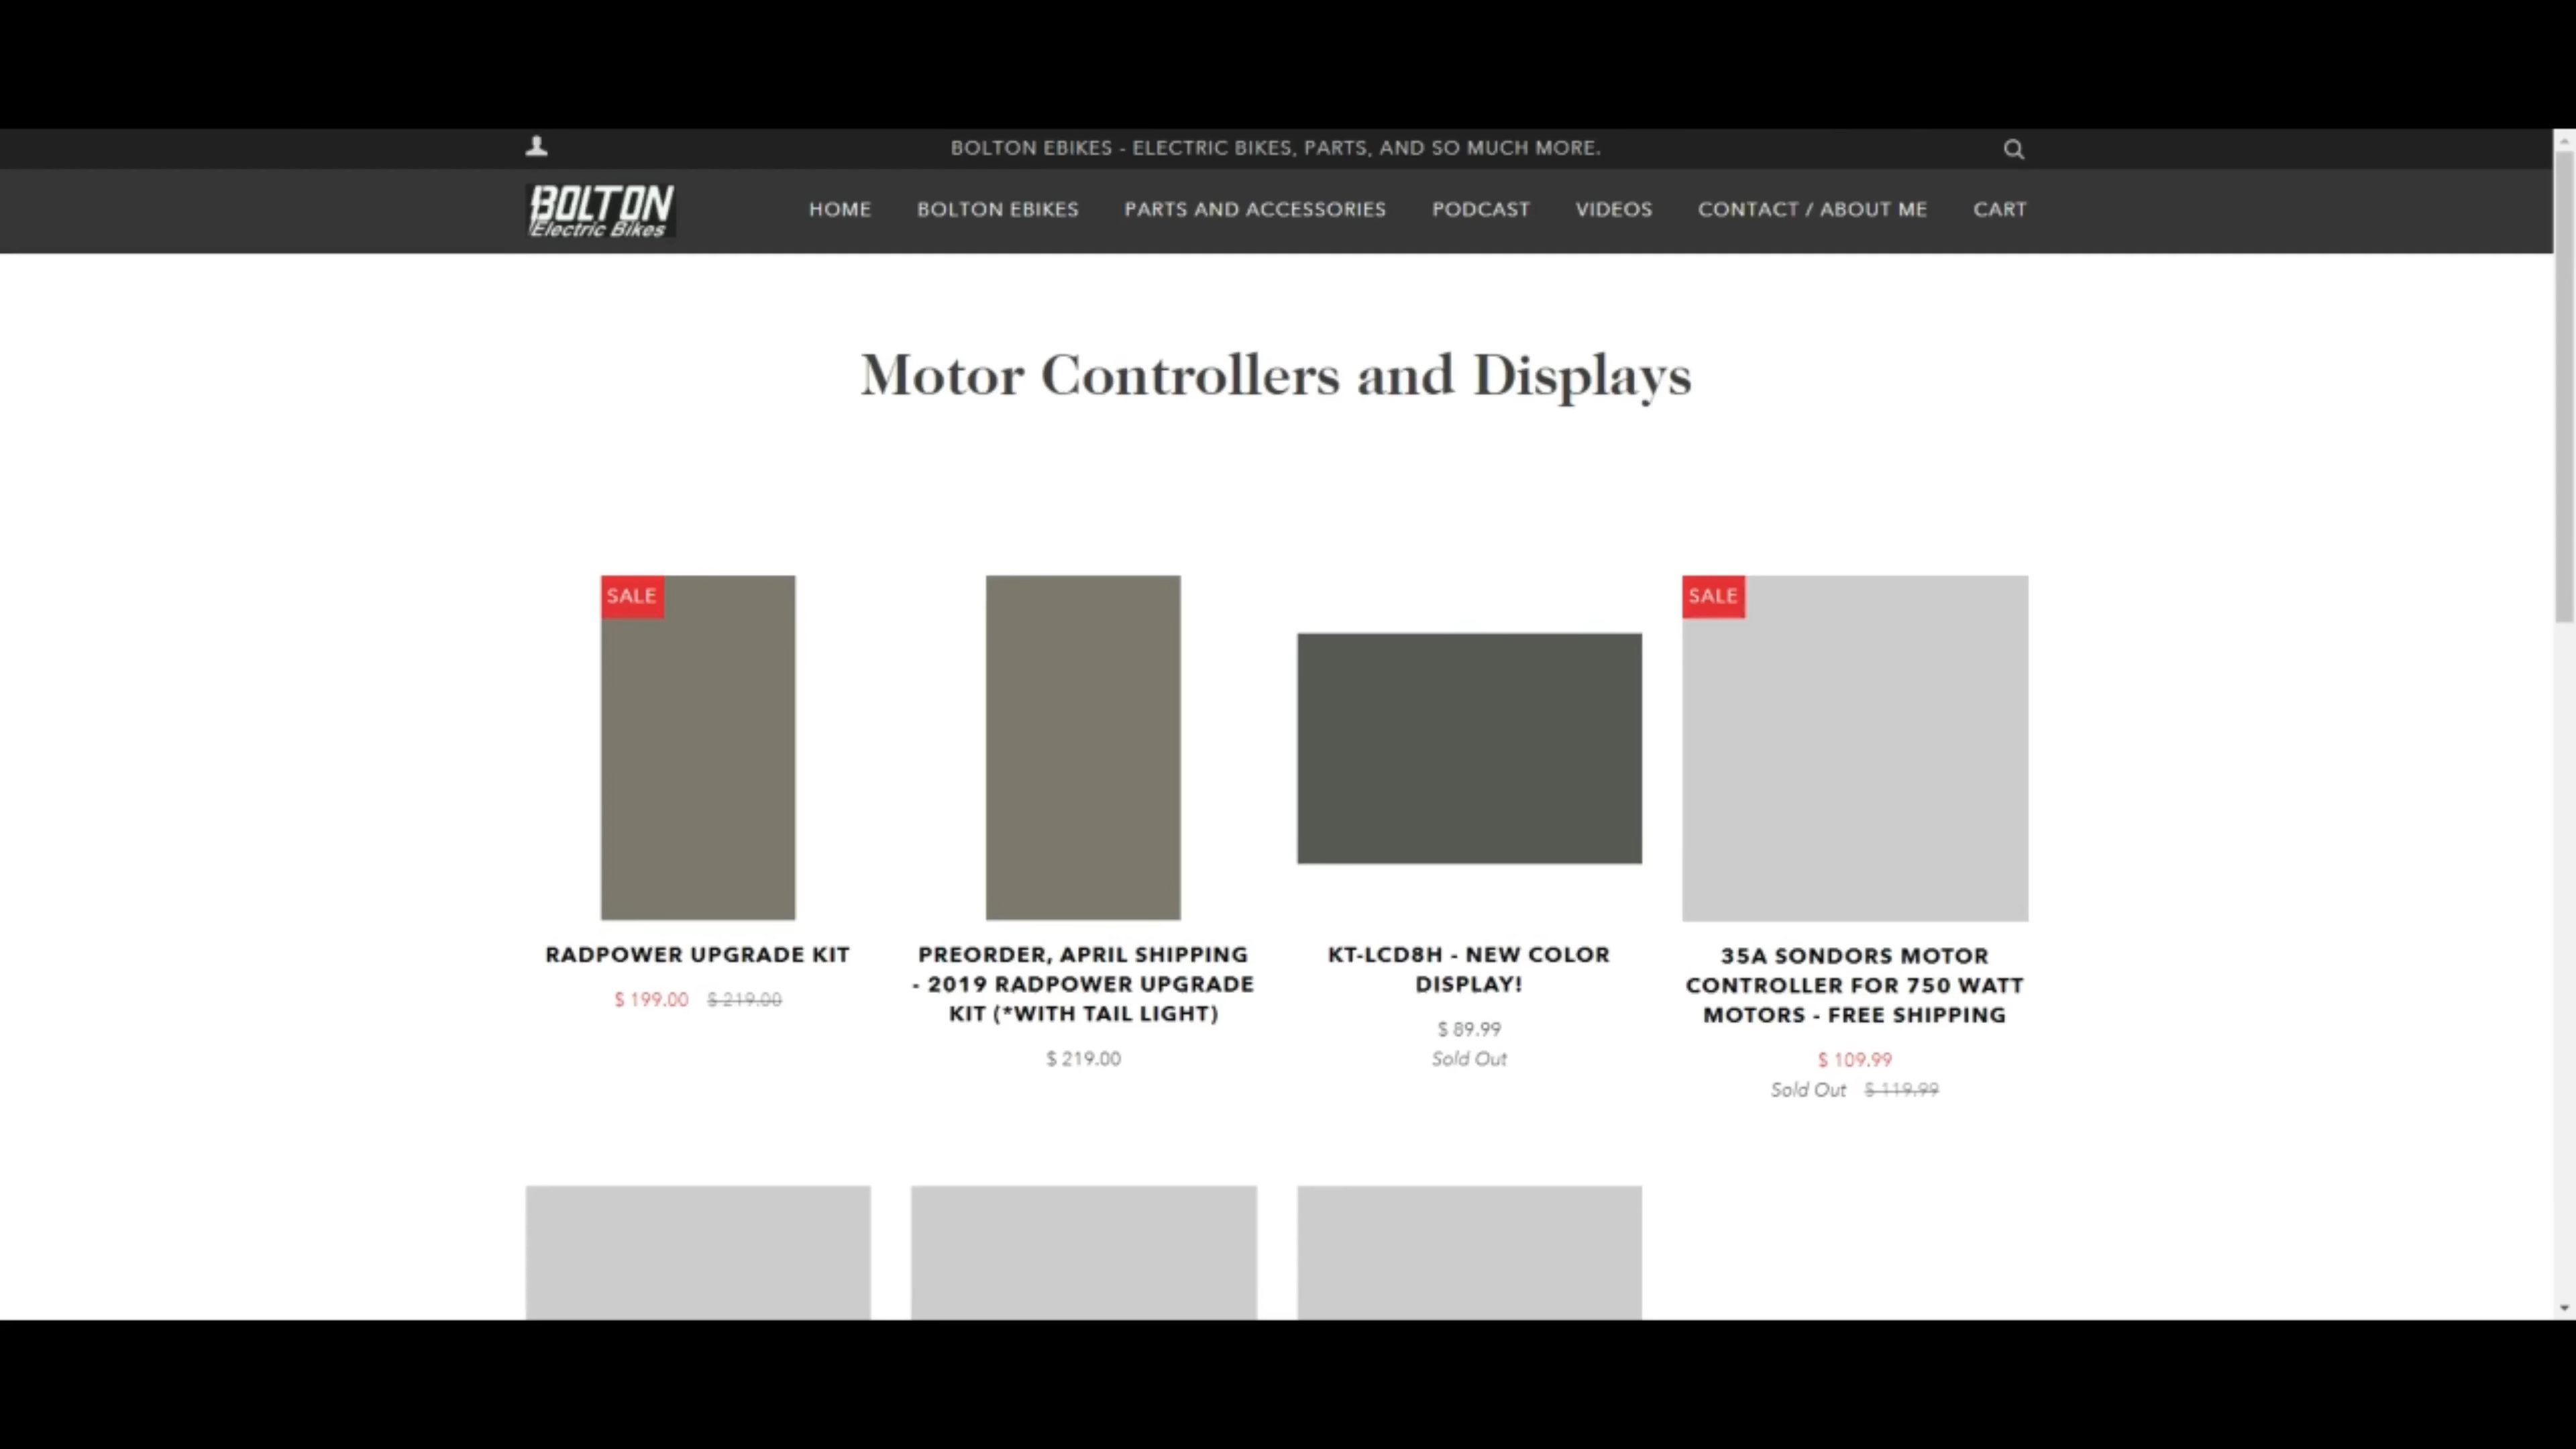 BOLTON EBIKES - ELECTRIC BIKES, PARTS, AND SO MUCH MORE.
BOLTON
Electric Bikes
HOME
BOLTON EBIKES
PARTS AND ACCESSORIES
PODCAST
VIDEOS
CONTACT / ABOUT ME
CART
Motor Controllers and Displays
SALE
RADPOWER UPGRADE KIT
$ 199.00 $ 219.00
PREORDER, APRIL SHIPPING
- 2019 RADPOWER UPGRADE
KIT (*WITH TAIL LIGHT)
$ 219.00
KT-LCD8H - NEW COLOR
DISPLAY!
$ 89.99
Sold Out
SALE
35A SONDORS MOTOR
CONTROLLER FOR 750 WATT
MOTORS - FREE SHIPPING
$ 109.99
Sold Out $ 119.99